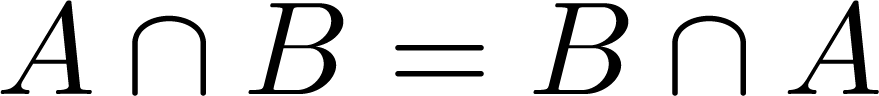 A ∩ B = B ∩ A